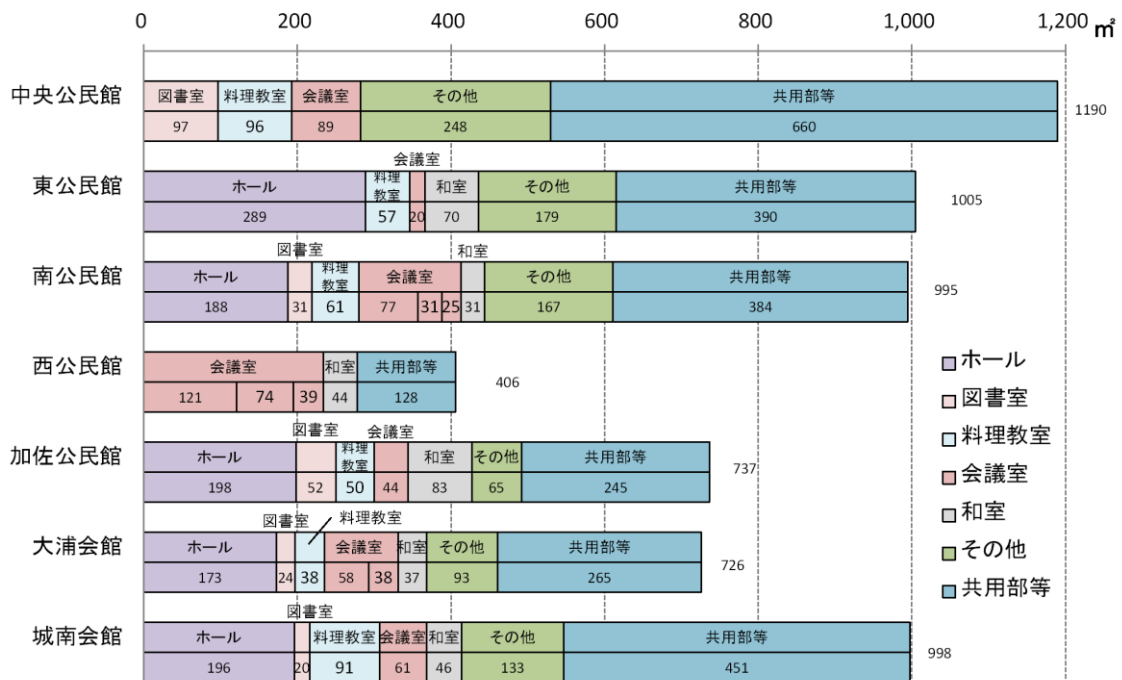 0 200 400 600 800 1,000 1,200 ㎡
中央公民館 図書室 料理教室 会議室 その他 共用部等
97 96 89 248 660 1190
会議室
東公民館 ホール 料理教室 和室 その他 共用部等
289 57 20 70 179 390 1005
図書室 和室
南公民館 ホール 料理教室 会議室 その他 共用部等
188 31 61 77 31 25 31 167 384 995
西公民館 会議室 和室 共用部等
121 74 39 44 128 406
図書室 会議室
加佐公民館 ホール 料理教室 和室 その他 共用部等
198 52 50 44 83 65 245 737
図書室 料理教室
大浦会館 ホール 会議室 和室 その他 共用部等
173 24 38 58 38 37 93 265 726
図書室
城南会館 ホール 料理教室 会議室 和室 その他 共用部等
196 20 91 61 46 133 451 998
ホール
図書室
料理教室
会議室
和室
その他
共用部等